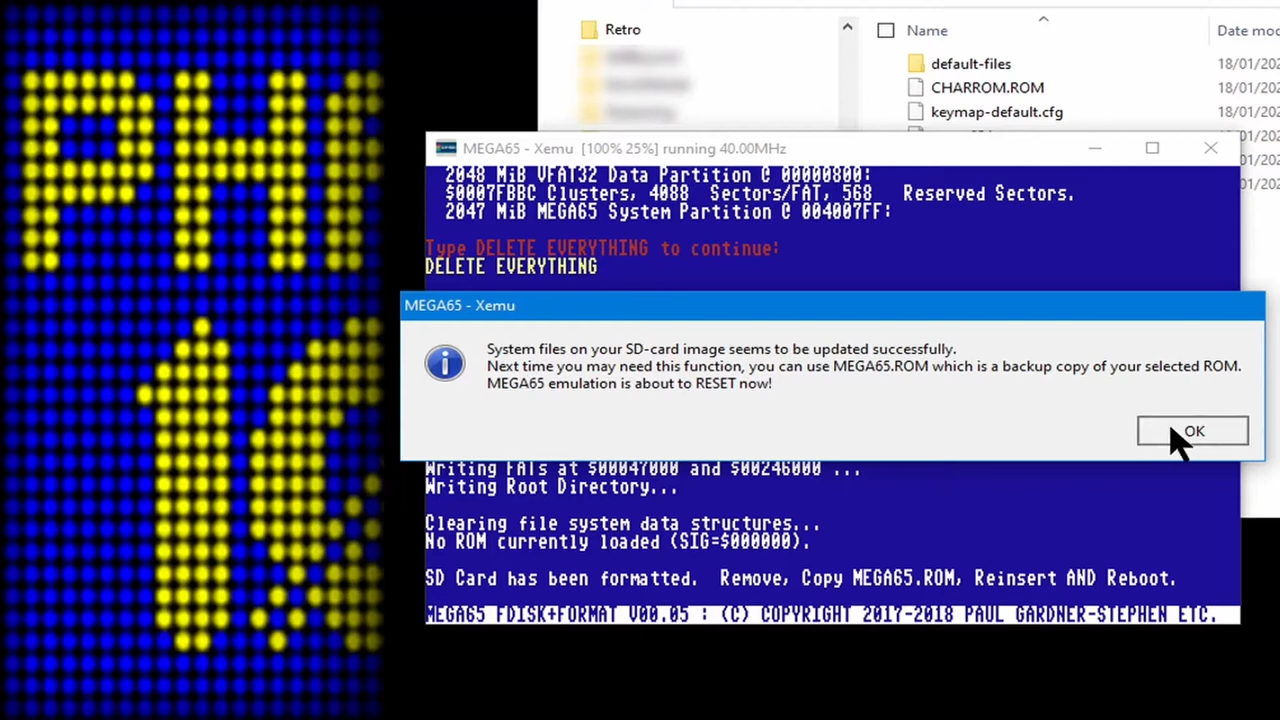 Retro
Name
Date mod
default-files
18/01/202
CHARROM.ROM
18/01/202
keymap-default.cfg
18/01/202
MEGA65 - Xemu [100% 25%] running 40.00MHz
2048 MiB VFAT32 Data Partition @ 00000800:
$0007FBBC Clusters, 4088 Sectors/FAT, 568 Reserved Sectors.
2047 MiB MEGA65 System Partition @ 004007FF:
Type DELETE EVERYTHING to continue:
DELETE EVERYTHING
MEGA65 - Xemu
System files on your SD-card image seems to be updated successfully.
Next time you may need this function, you can use MEGA65.ROM which is a backup copy of your selected ROM.
MEGA65 emulation is about to RESET now!
OK
Writing FATs at $00047000 and $00246000 ...
Writing Root Directory...
Clearing file system data structures...
No ROM currently loaded (SIG=$000000).
SD Card has been formatted. Remove, Copy MEGA65.ROM, Reinsert AND Reboot.
MEGA65 FDISK+FORMAT V00.05 : (C) COPYRIGHT 2017-2018 PAUL GARDNER-STEPHEN ETC.